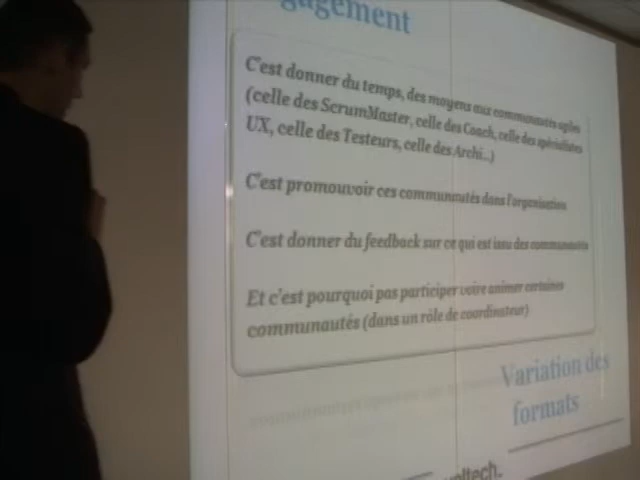 gagement
C'est donner du temps, des moyens aux communautés agiles
(celle des ScrumMaster, celle des Coach, celle des spécialistes
UX, celle des Testeurs, celle des Archi...)
C'est promouvoir ces communautés dans l'organisation
C'est donner du feedback sur ce qui est issu des communautés
Et c'est pourquoi pas participer voire animer certaines
communautés (dans un rôle de coordinateur)
Variation des
formats
eltech.